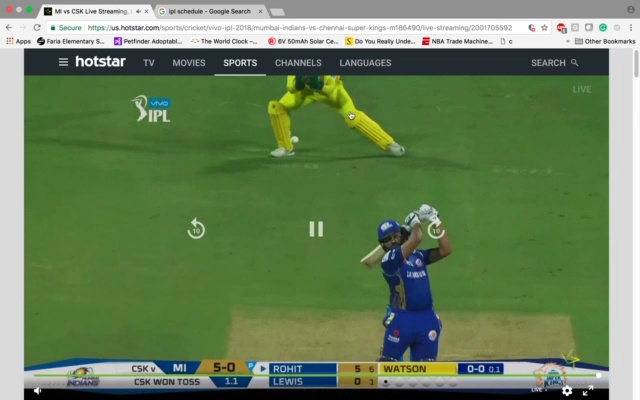 MI vs CSK Live Streaming,
ipl schedule - Google Search
Secure https://us.hotstar.com/sports/cricket/vivo-ipl-2018/mumbai-indians-vs-chennai-super-kings-m186490/live-streaming/2001705592
Apps Faria Elementary S... Petfinder Adoptabl... The World Clock –... 6V 50mAh Solar Ce... Do You Really Unde... NBA Trade Machine... c » Other Bookmarks
hotstar TV MOVIES SPORTS CHANNELS LANGUAGES SEARCH
LIVE
vivo
IPL
10 10
SAMSUNG
CSK v MI 5-0 P ROHIT 5 6 WATSON 0-0 0.1
INDIANS CSK WON TOSS 1.1 LEWIS 0 1
LIVE